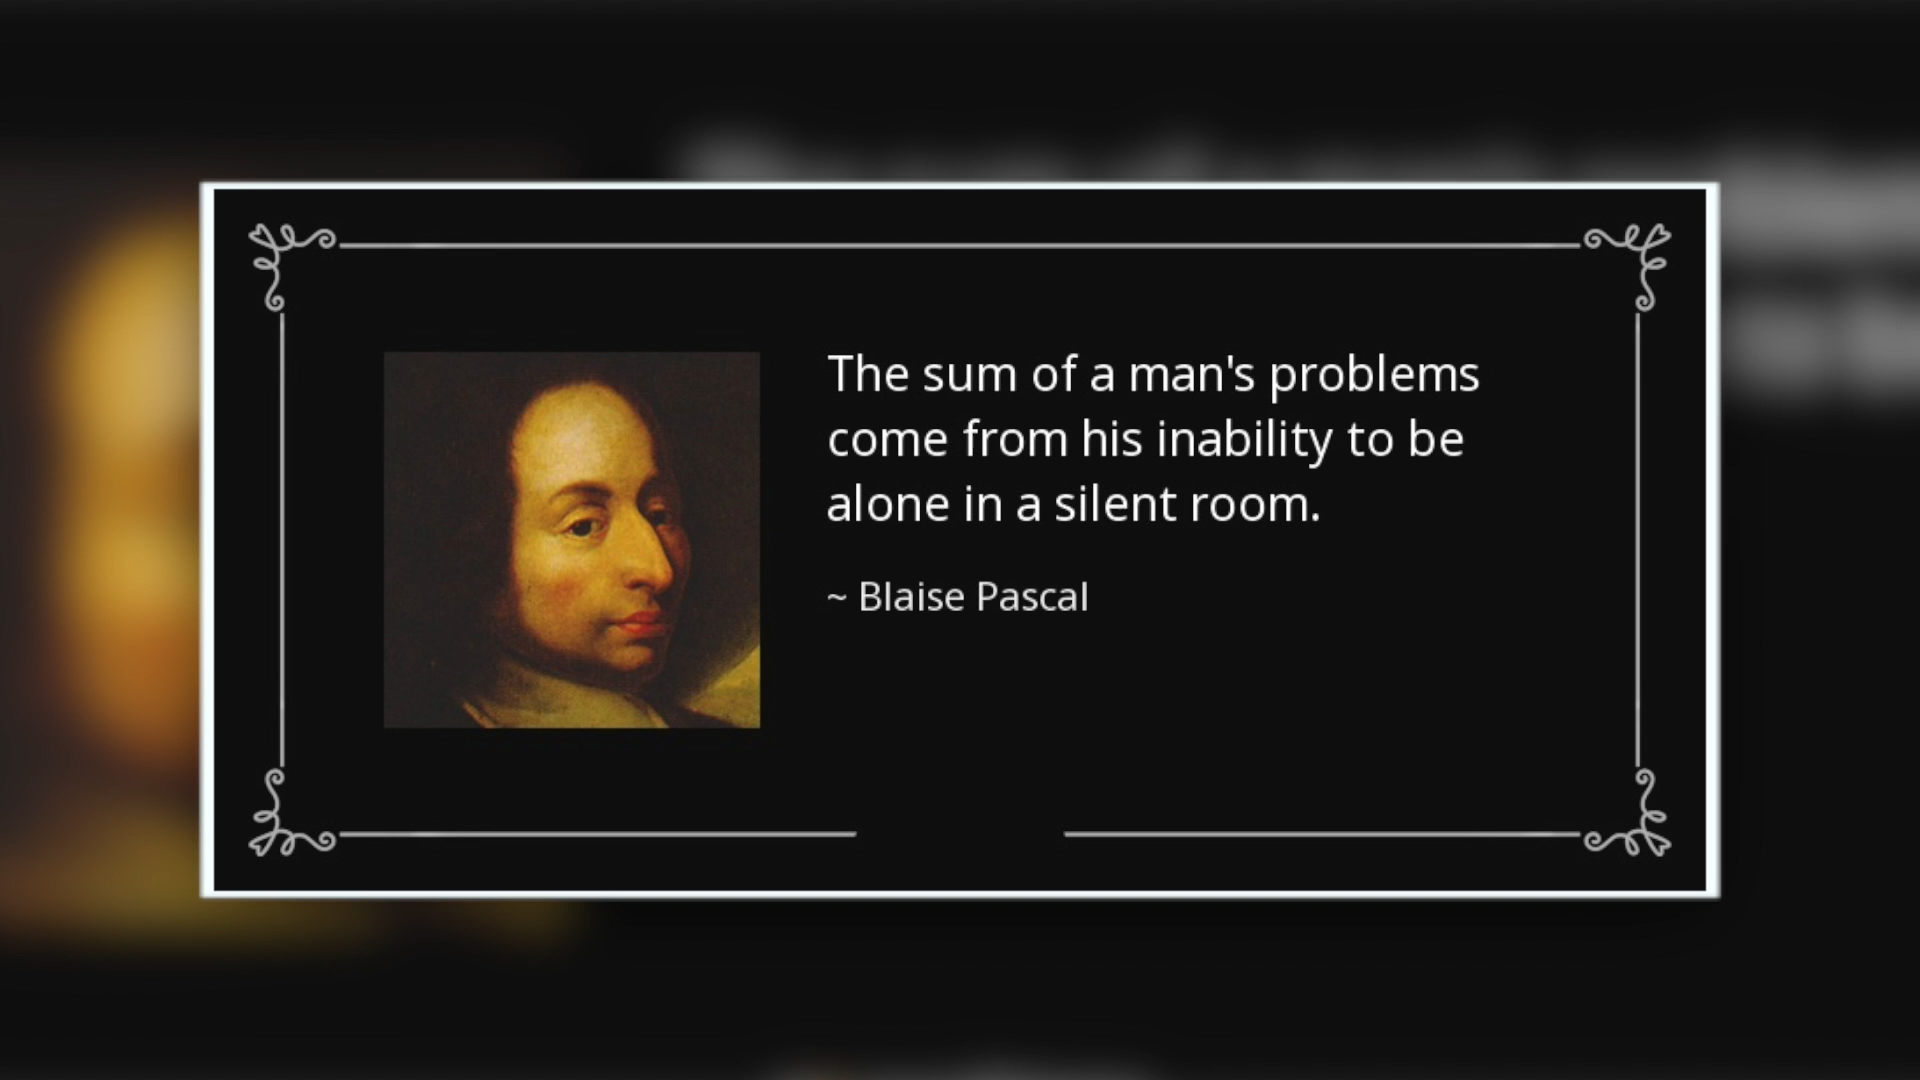 The sum of a man's problems
come from his inability to be
alone in a silent room.
~ Blaise Pascal